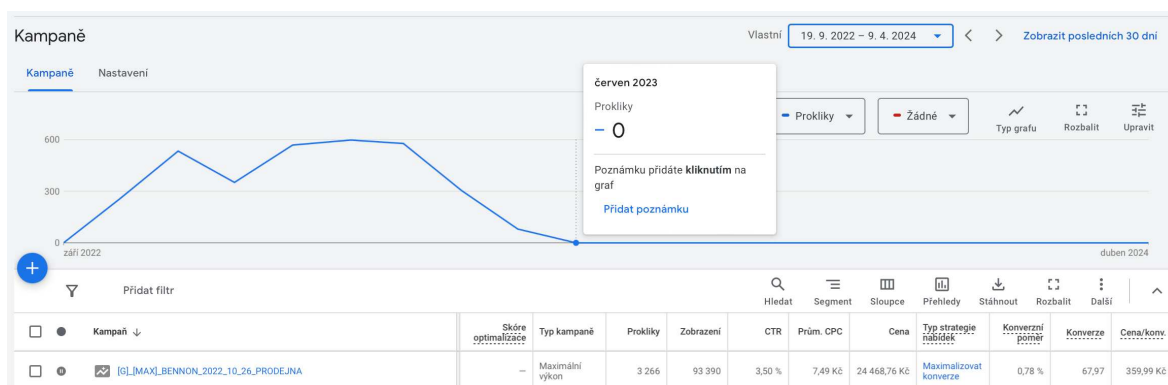 Kampaně
Vlastní 19. 9. 2022 – 9. 4. 2024 Zobrazit posledních 30 dní
Kampaně Nastavení
červen 2023
Prokliky
0
Poznámku přidáte kliknutím na
graf
Přidat poznámku
Prokliky Žádné Typ grafu Rozbalit Upravit
600
300
0
září 2022 duben 2024
Přidat filtr Hledat Segment Sloupce Přehledy Stáhnout Rozbalit Další
Kampaň Skóre optimalizace Typ kampaně Prokliky Zobrazení CTR Prům. CPC Cena Typ strategie nabídek Konverzní poměr Konverze Cena/konv.
[G]_[MAX]_BENNON_2022_10_26_PRODEJNA – Maximální výkon 3 266 93 390 3,50 % 7,49 Kč 24 468,76 Kč Maximalizovat konverze 0,78 % 67,97 359,99 Kč